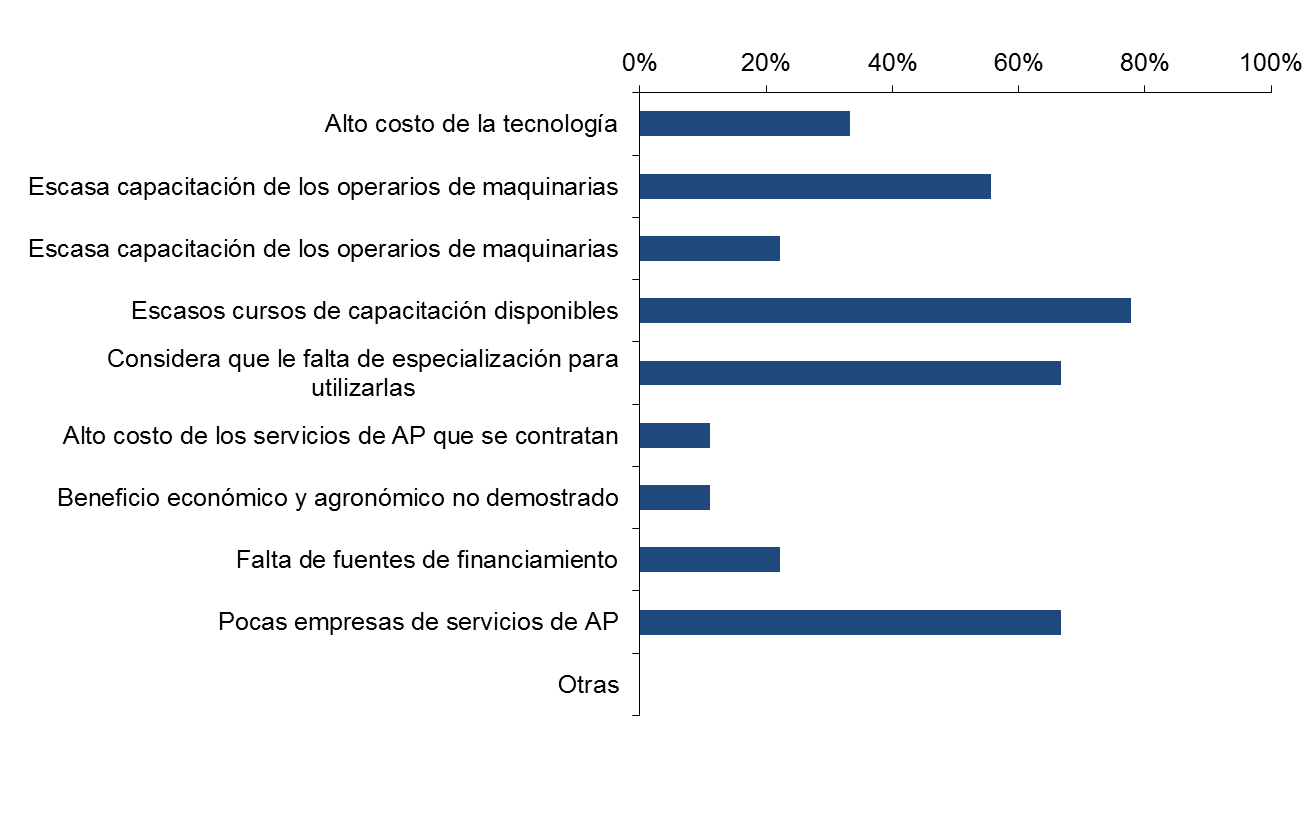 0% 20% 40% 60% 80% 100%
Alto costo de la tecnología
Escasa capacitación de los operarios de maquinarias
Escasa capacitación de los operarios de maquinarias
Escasos cursos de capacitación disponibles
Considera que le falta de especialización para
utilizarlas
Alto costo de los servicios de AP que se contratan
Beneficio económico y agronómico no demostrado
Falta de fuentes de financiamiento
Pocas empresas de servicios de AP
Otras